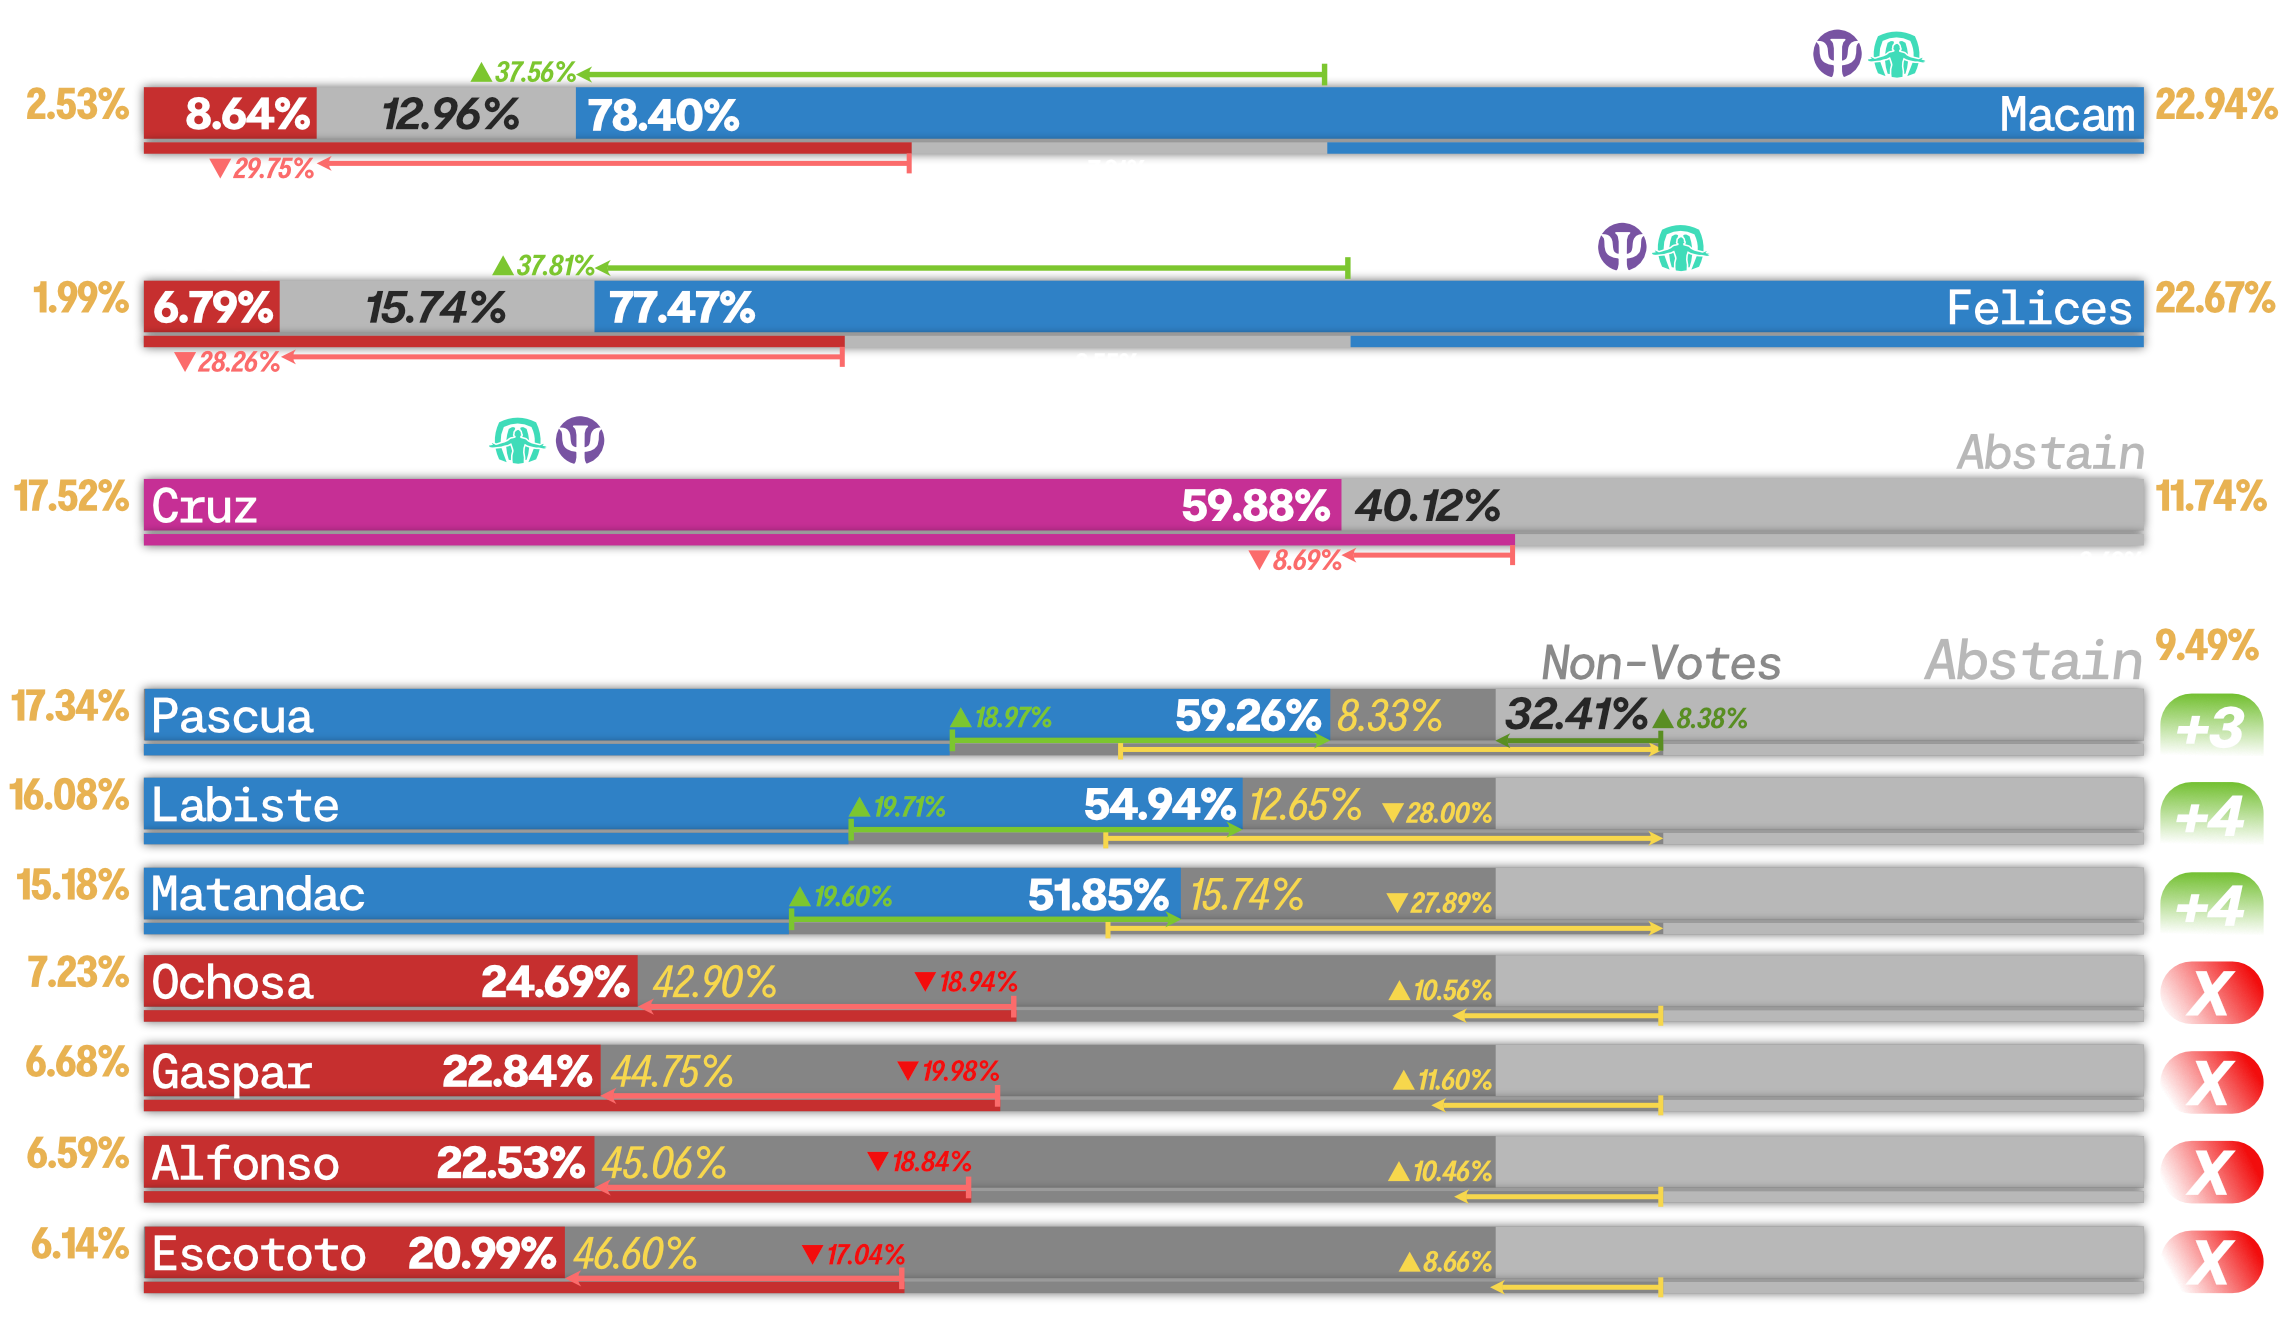 ▲37.56%
2.53% 8.64% 12.96% 78.40% Macam 22.94%
▼29.75%
▲37.81%
1.99% 6.79% 15.74% 77.47% Felices 22.67%
▼28.26%
Abstain
17.52% Cruz 59.88% 40.12% 11.74%
▼8.69%
Non-Votes Abstain 9.49%
17.34% Pascua ▲18.97% 59.26% 8.33% 32.41% ▲8.38% +3
16.08% Labiste ▲19.71% 54.94% 12.65% ▼28.00% +4
15.18% Matandac ▲19.60% 51.85% 15.74% ▼27.89% +4
7.23% Ochosa 24.69% 42.90% ▼18.94% ▲10.56% X
6.68% Gaspar 22.84% 44.75% ▼19.98% ▲11.60% X
6.59% Alfonso 22.53% 45.06% ▼18.84% ▲10.46% X
6.14% Escototo 20.99% 46.60% ▼17.04% ▲8.66% X